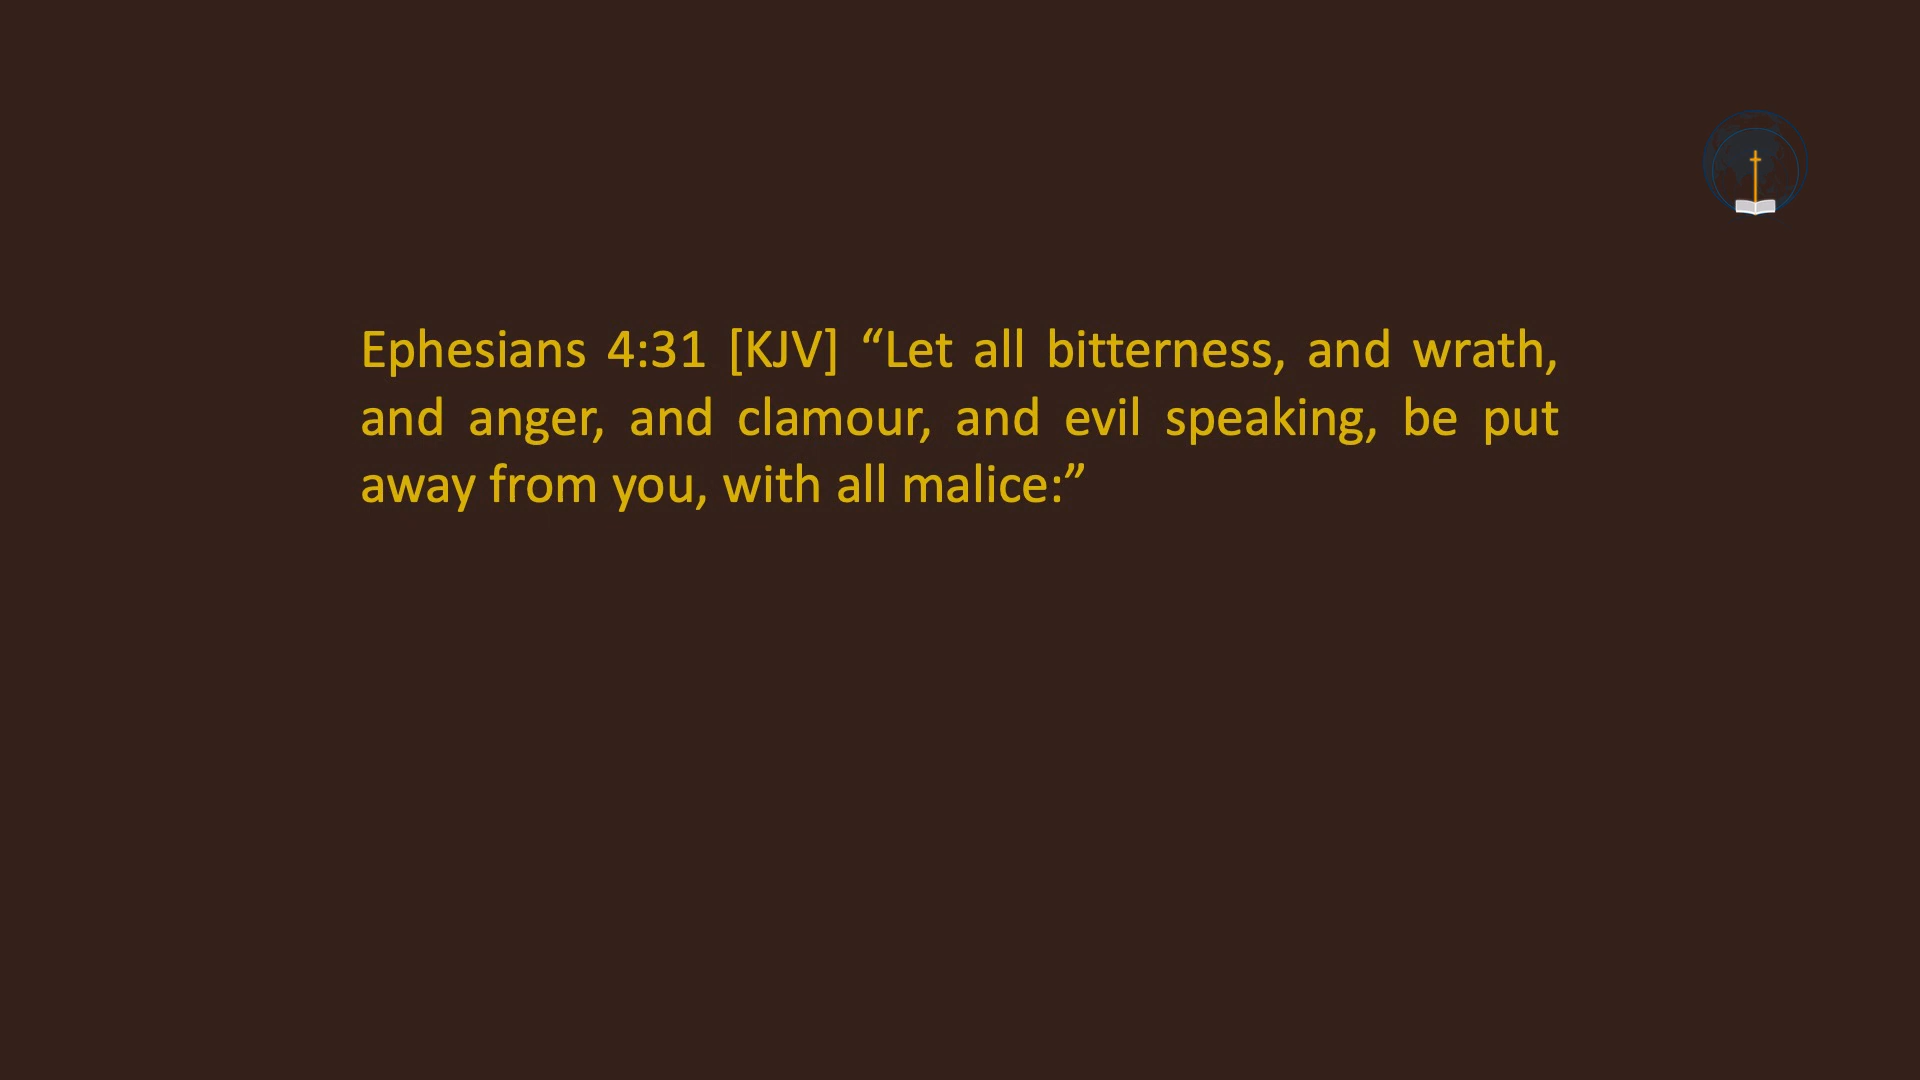 Ephesians 4:31 [KJV] “Let all bitterness, and wrath,
and anger, and clamour, and evil speaking, be put
away from you, with all malice:”